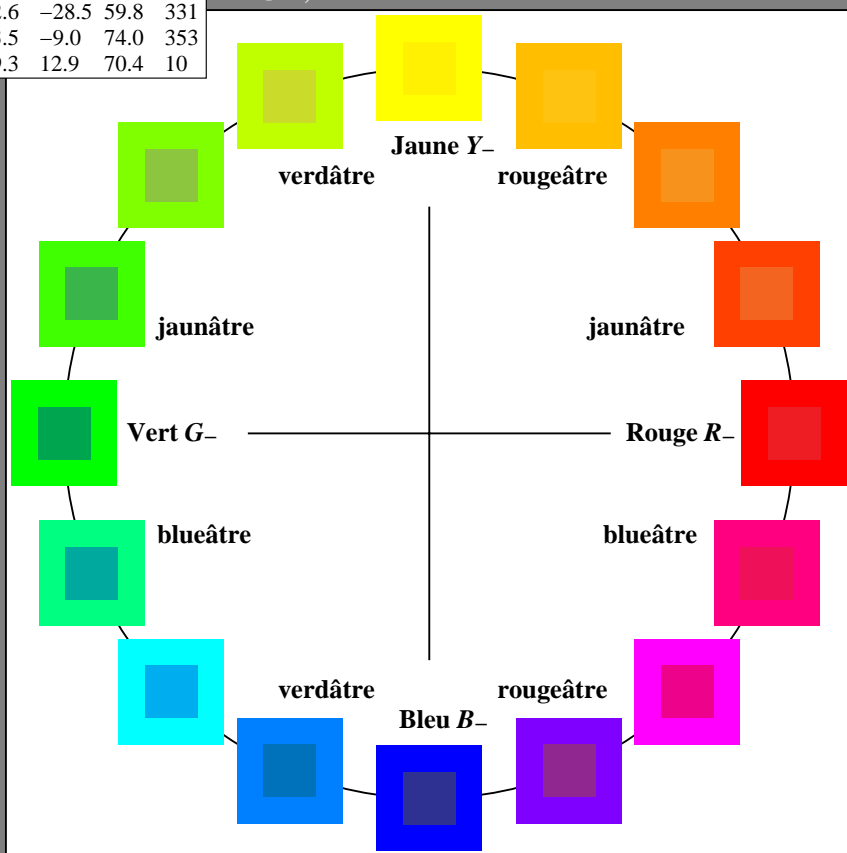 −28.5 59.8 331
−9.0 74.0 353
12.9 70.4 10
Jaune Y−
verdâtre rougeâtre
jaunâtre jaunâtre
Vert G− Rouge R−
blueâtre blueâtre
verdâtre rougeâtre
Bleu B−